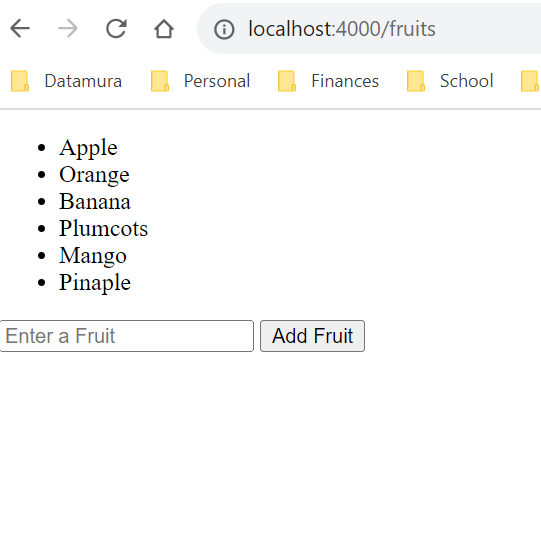 localhost:4000/fruits
Datamura Personal Finances School
Apple
Orange
Banana
Plumcots
Mango
Pinaple
Enter a Fruit Add Fruit